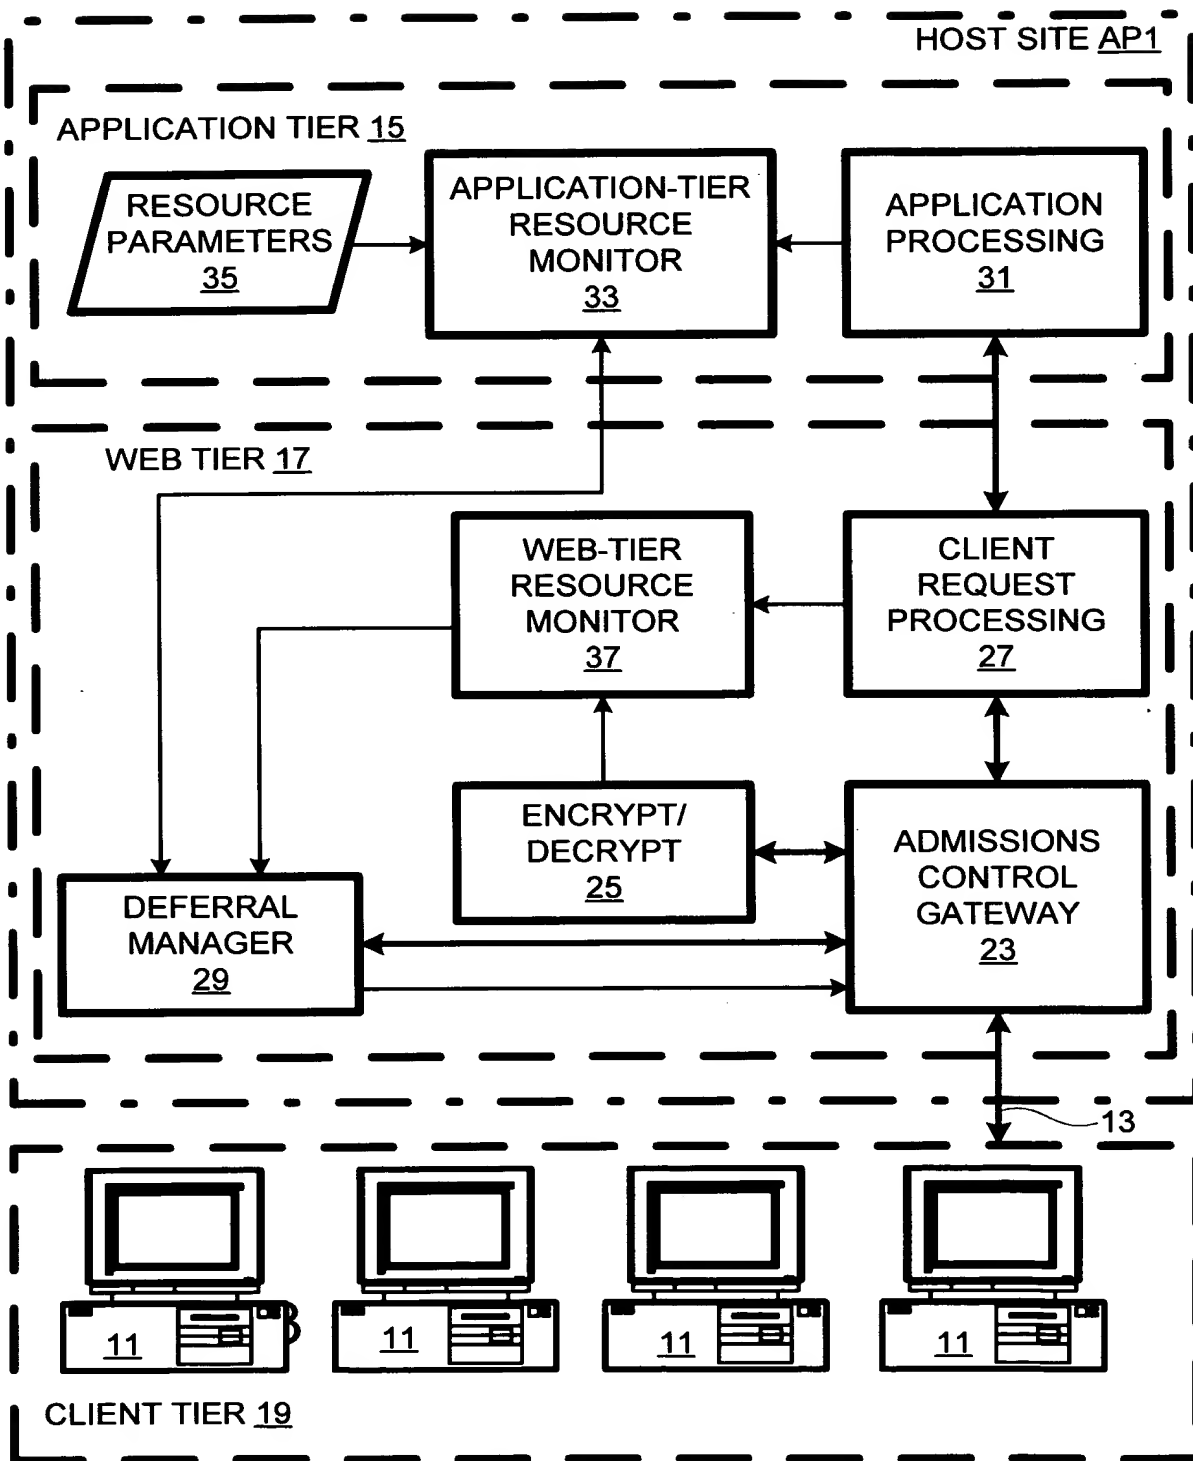 HOST SITE AP1
APPLICATION TIER 15
RESOURCE
PARAMETERS
35
APPLICATION-TIER
RESOURCE
MONITOR
33
APPLICATION
PROCESSING
31
WEB TIER 17
WEB-TIER
RESOURCE
MONITOR
37
CLIENT
REQUEST
PROCESSING
27
ENCRYPT/
DECRYPT
25
ADMISSIONS
CONTROL
GATEWAY
23
DEFERRAL
MANAGER
29
13
11
11
11
11
CLIENT TIER 19